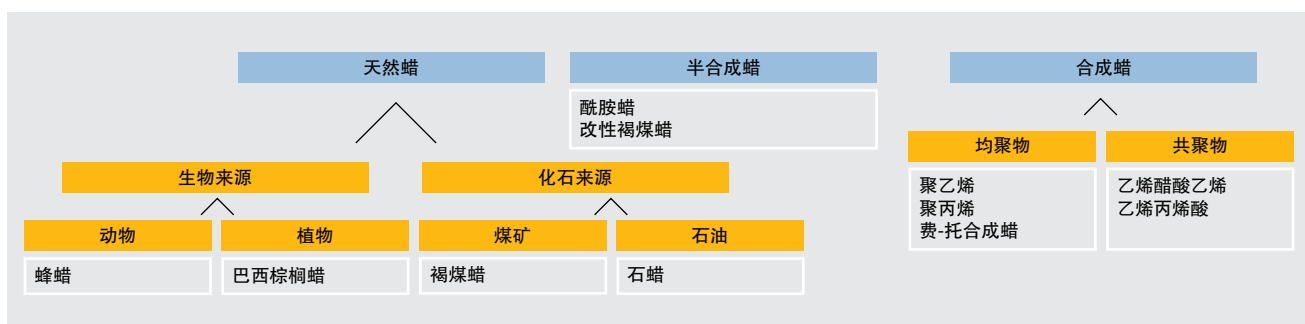 天然蜡
半合成蜡
合成蜡
酰胺蜡
改性褐煤蜡
均聚物
共聚物
生物来源
化石来源
聚乙烯
聚丙烯
费-托合成蜡
乙烯醋酸乙烯
乙烯丙烯酸
动物
植物
煤矿
石油
蜂蜡
巴西棕榈蜡
褐煤蜡
石蜡